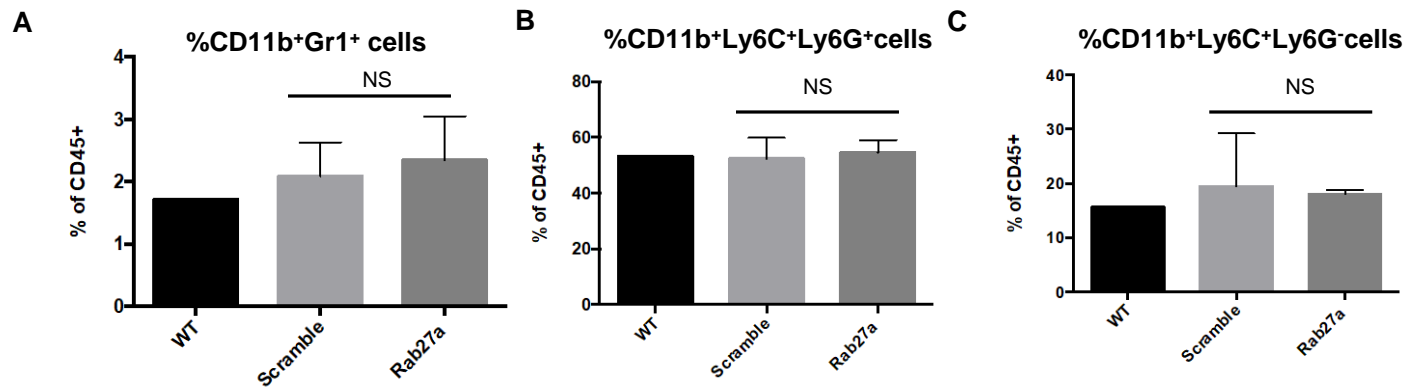 A
%CD11b⁺Gr1⁺ cells
NS
4
3
2
1
0
% of CD45+
WT
Scramble
Rab27a
B
%CD11b⁺Ly6C⁺Ly6G⁺cells
NS
80
60
40
20
0
% of CD45+
WT
Scramble
Rab27a
C
%CD11b⁺Ly6C⁺Ly6G⁻cells
NS
40
30
20
10
0
% of CD45+
WT
Scramble
Rab27a